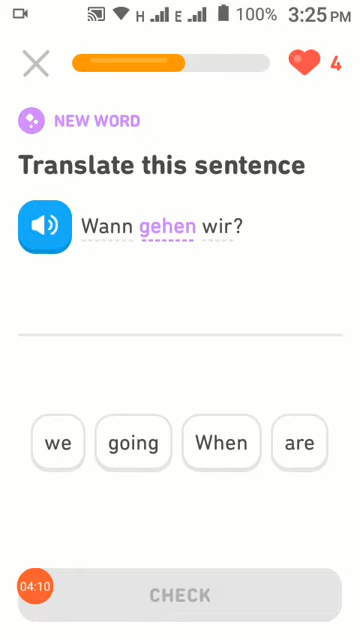 H E 100% 3:25 PM
4
NEW WORD
Translate this sentence
Wann gehen wir?
we going When are
04:10
CHECK